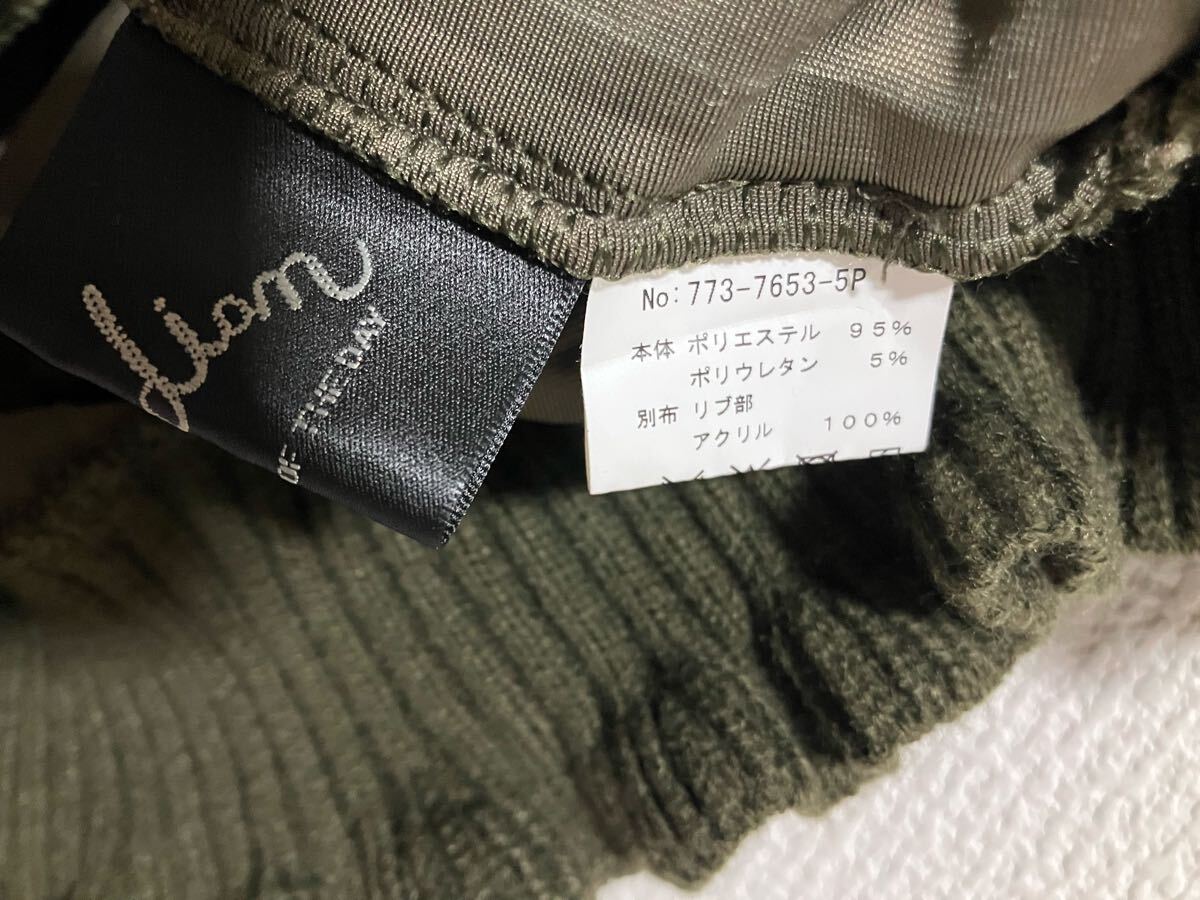 Lian
OF THE DAY
No: 773-7653-5P
本体 ポリエステル 95%
ポリウレタン 5%
別布 リブ部
アクリル 100%